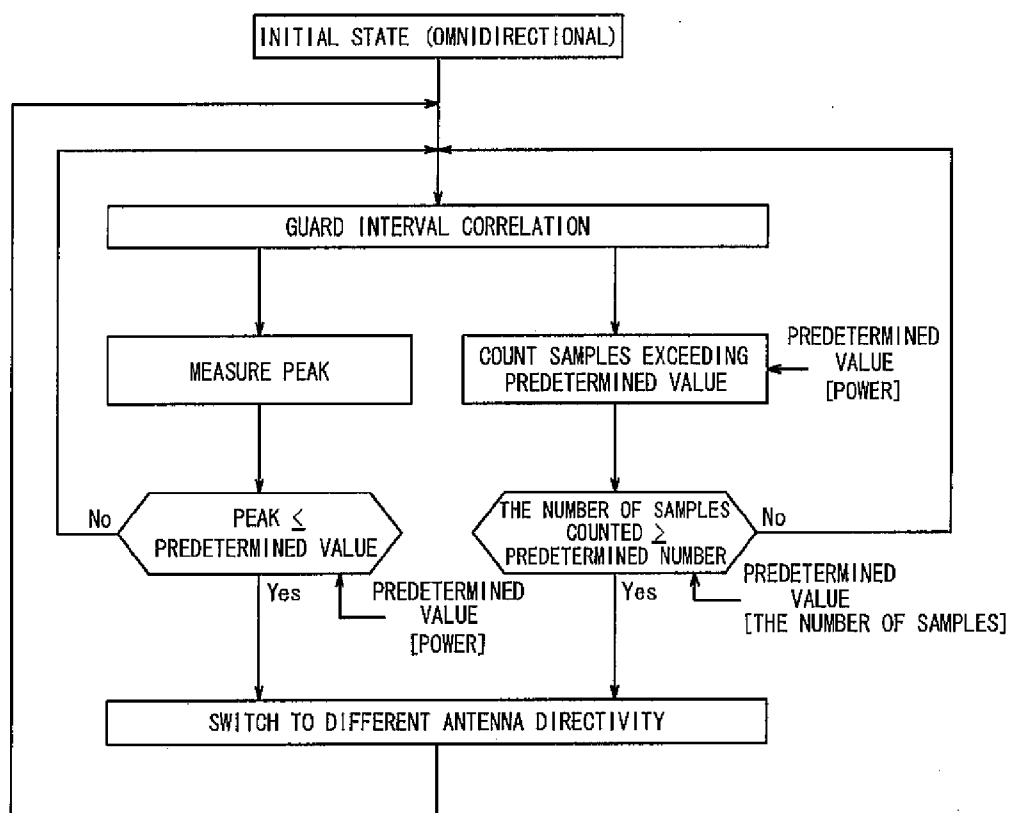 INITIAL STATE (OMNIDIRECTIONAL)
GUARD INTERVAL CORRELATION
MEASURE PEAK
COUNT SAMPLES EXCEEDING
PREDETERMINED VALUE
PREDETERMINED
VALUE
[POWER]
No
PEAK ≤
PREDETERMINED VALUE
THE NUMBER OF SAMPLES
COUNTED ≥
PREDETERMINED NUMBER
No
Yes
PREDETERMINED
VALUE
[POWER]
Yes
PREDETERMINED
VALUE
[THE NUMBER OF SAMPLES]
SWITCH TO DIFFERENT ANTENNA DIRECTIVITY